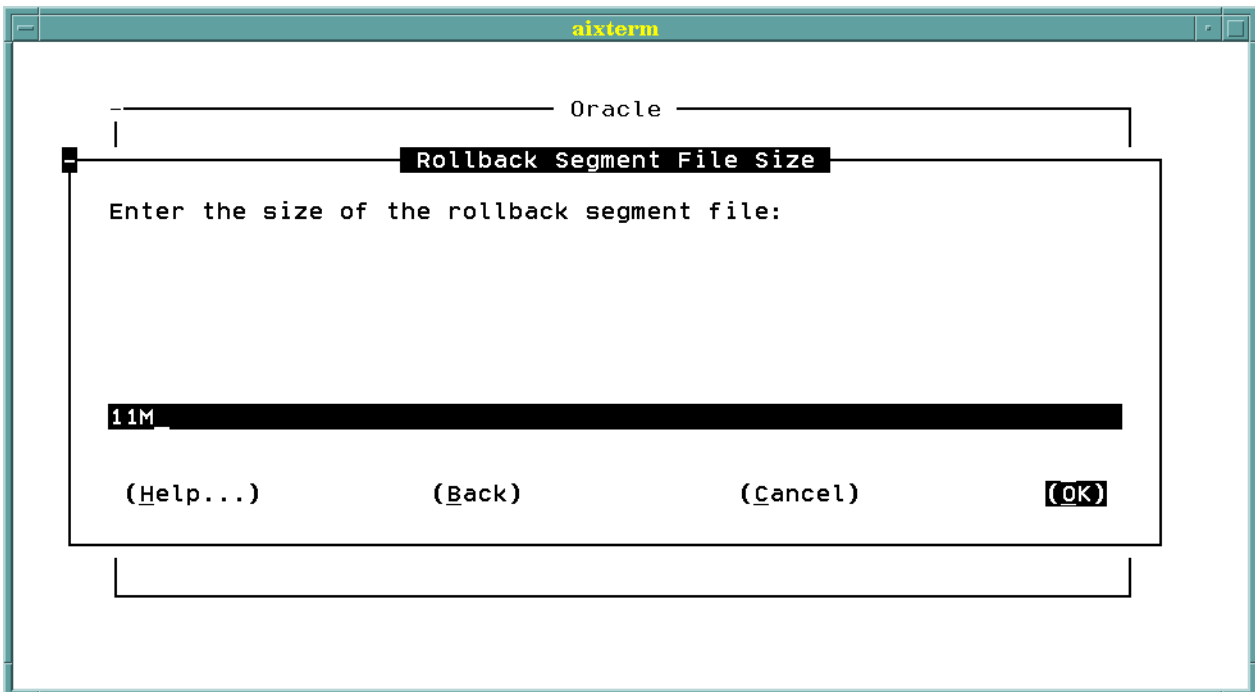 aixterm
Oracle
Rollback Segment File Size
Enter the size of the rollback segment file:
11M_
(Help...) (Back) (Cancel) (OK)